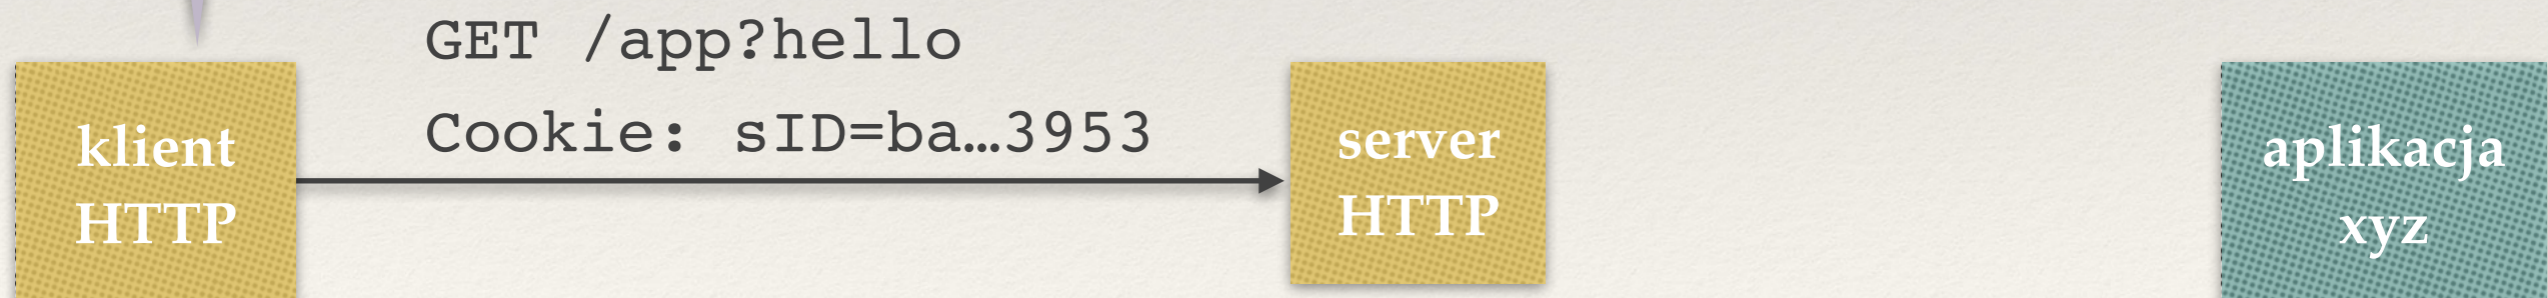 GET /app?hello
Cookie: sID=ba…3953
klient
HTTP
server
HTTP
aplikacja
xyz